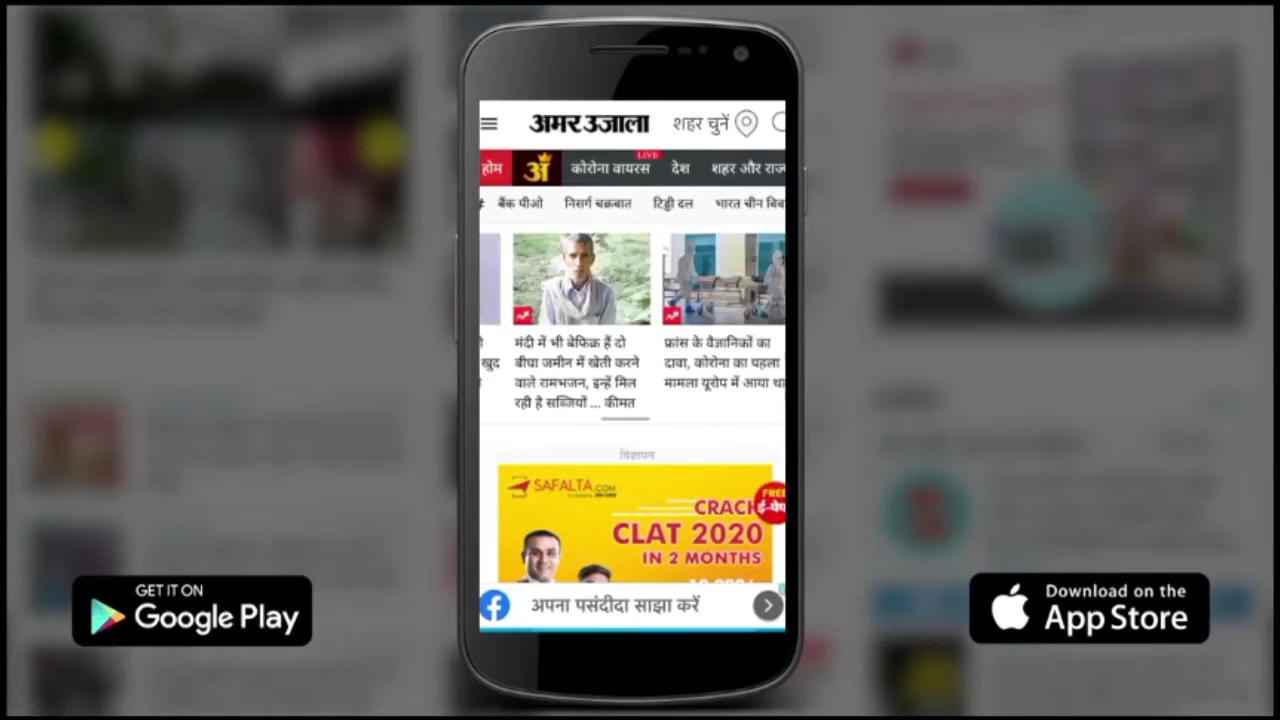 अमर उजाला
शहर चुनें
LIVE
होम
अ
कोरोना वायरस
देश
शहर और राज्
बैंक पीओ
निसर्ग चक्रबात
टिड्डी दल
भारत चीन
खुद
मंदी में भी बेफिक्र हैं दो
बीघा जमीन में खेती करने
वाले रामभजन, इन्हें मिल
रही है सब्जियों ... कीमत
फ्रांस के वैज्ञानिकों का
दावा, कोरोना का पहला
मामला यूरोप में आया था
विज्ञापन
SAFALTA.COM
CRACK
CLAT 2020
IN 2 MONTHS
FREE
ई-पेप
अपना पसंदीदा साझा करें
GET IT ON
Google Play
Download on the
App Store